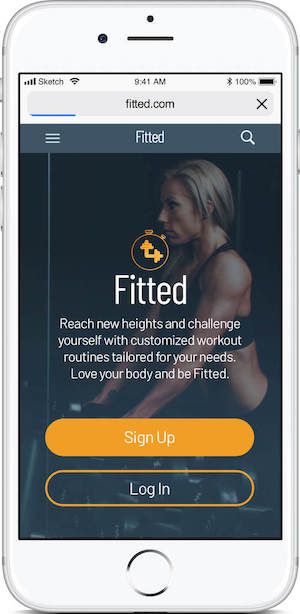 Sketch 9:41 AM 100%
fitted.com
Fitted
Fitted
Reach new heights and challenge
yourself with customized workout
routines tailored for your needs.
Love your body and be Fitted.
Sign Up
Log In